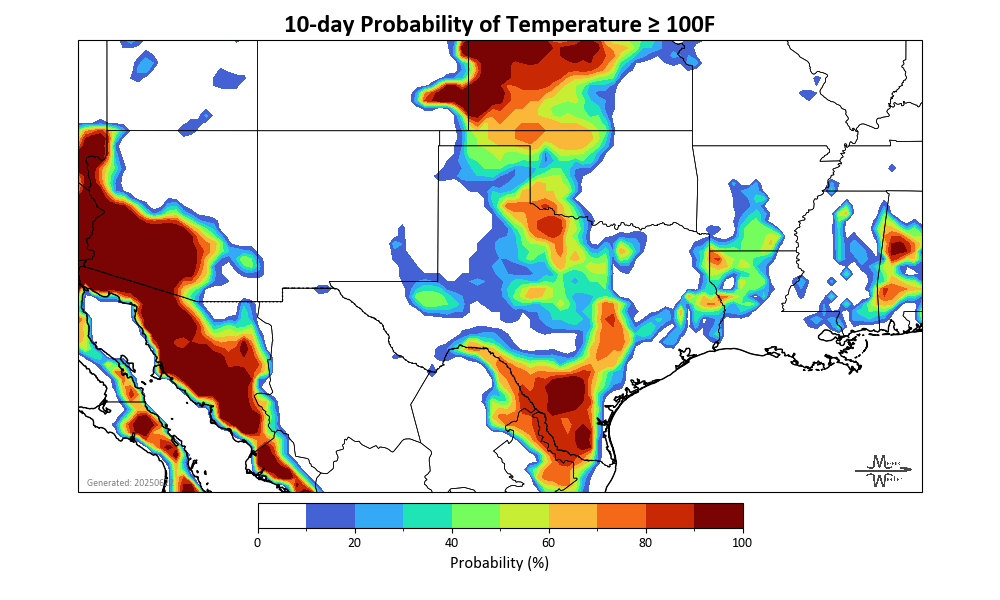 10-day Probability of Temperature ≥ 100F
Generated: 202506
0 20 40 60 80 100
Probability (%)